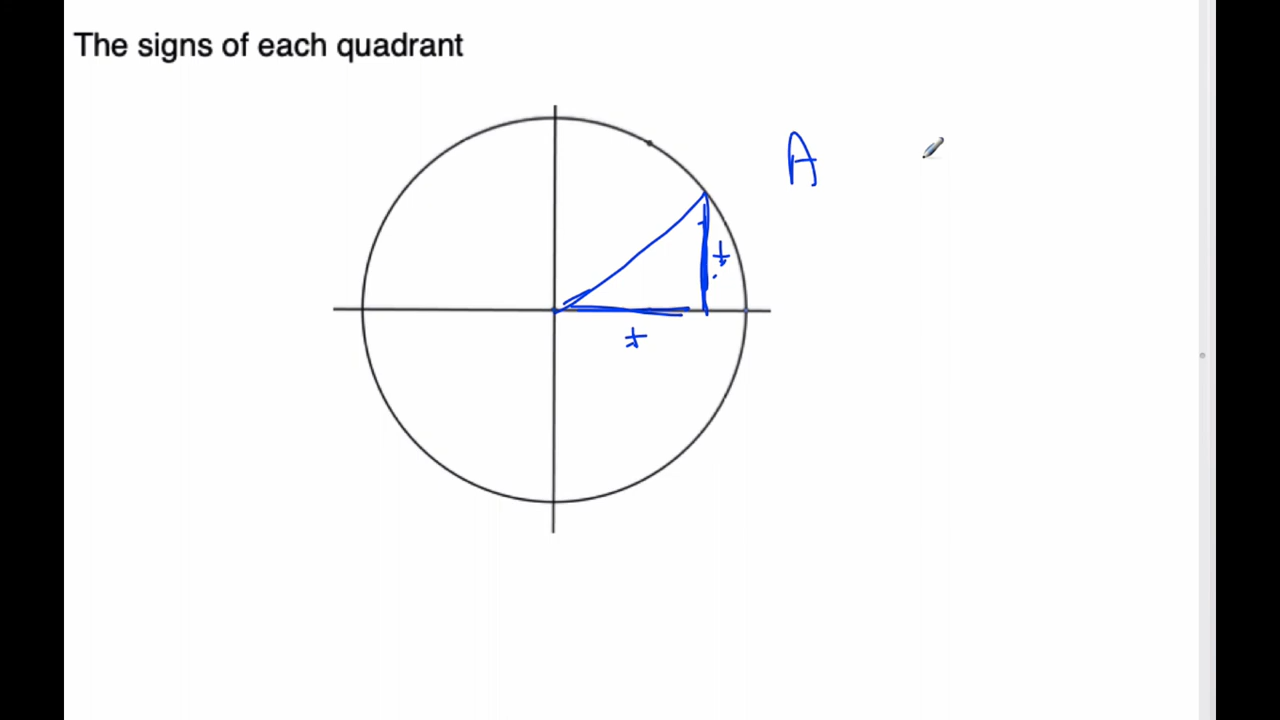 The signs of each quadrant
A
+
+